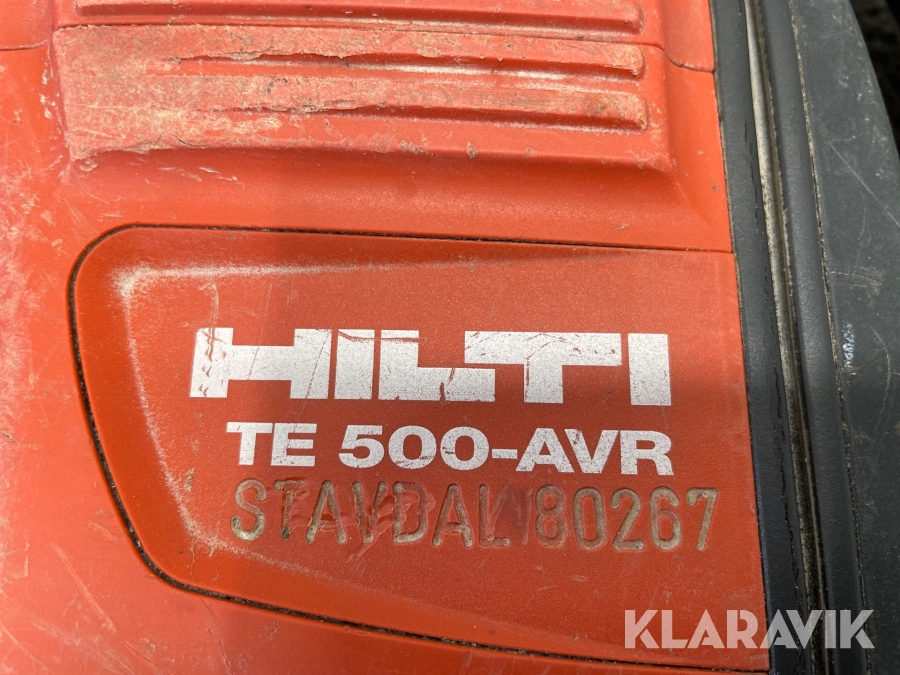 HILTI
TE 500-AVR
STAVDAL 80267
KLARAVIK